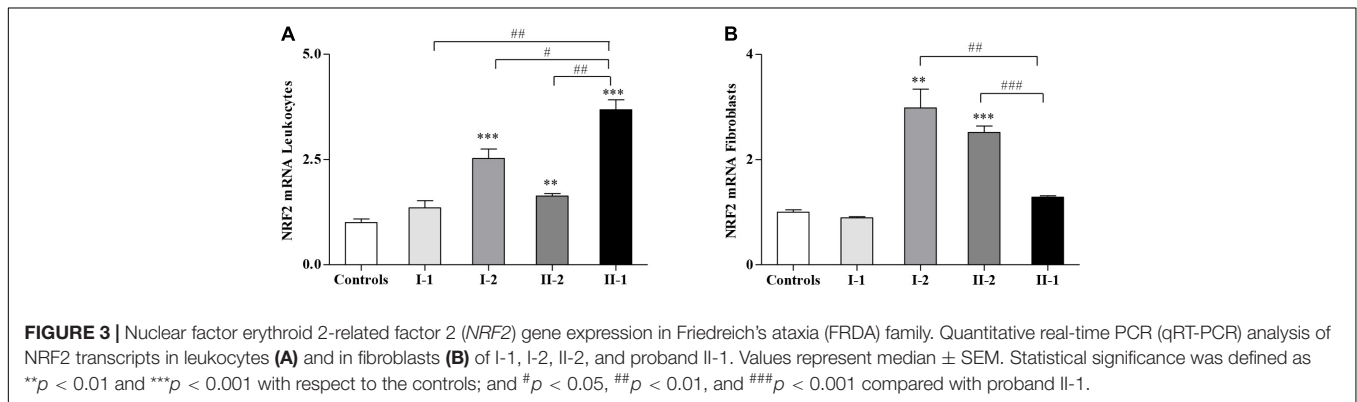 A
NRF2 mRNA Leukocytes
5.0
2.5
0.0
##
#
##
***
**
***
Controls I-1 I-2 II-2 II-1
B
NRF2 mRNA Fibroblasts
4
2
0
##
###
**
***
Controls I-1 I-2 II-2 II-1
FIGURE 3 | Nuclear factor erythroid 2-related factor 2 (NRF2) gene expression in Friedreich's ataxia (FRDA) family. Quantitative real-time PCR (qRT-PCR) analysis of
NRF2 transcripts in leukocytes (A) and in fibroblasts (B) of I-1, I-2, II-2, and proband II-1. Values represent median ± SEM. Statistical significance was defined as
**p < 0.01 and ***p < 0.001 with respect to the controls; and #p < 0.05, ##p < 0.01, and ###p < 0.001 compared with proband II-1.